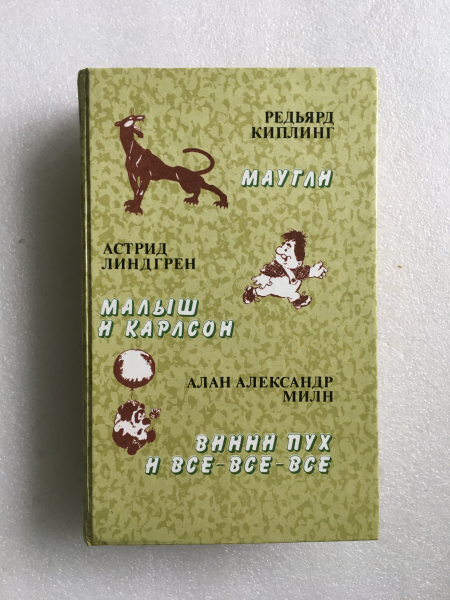 РЕДЬЯРД
КИПЛИНГ
МАУГЛИ
АСТРИД
ЛИНДГРЕН
МАЛЫШ
И КАРЛСОН
АЛАН АЛЕКСАНДР
МИЛН
ВИННИ ПУХ
И ВСЕ-ВСЕ-ВСЕ